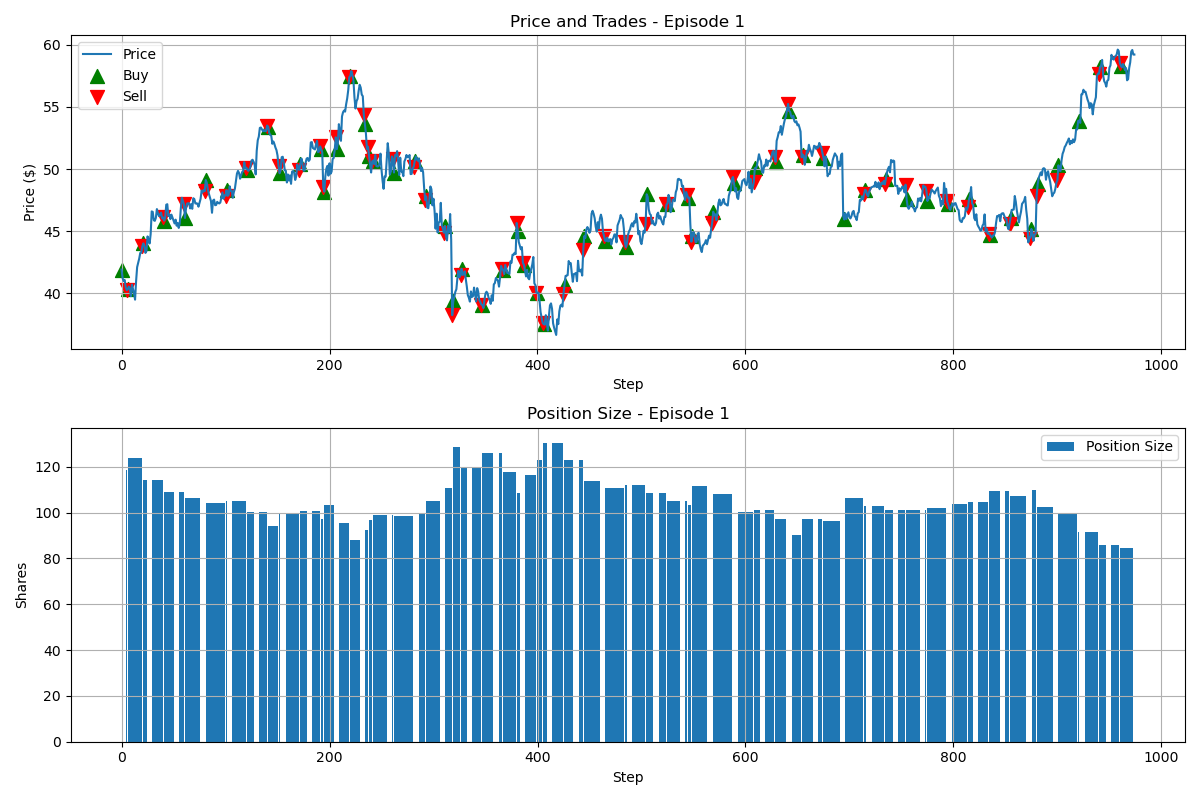 Price and Trades - Episode 1
Price ($)
60
55
50
45
40
Price
Buy
Sell
0 200 400 600 800 1000
Step
Position Size - Episode 1
Shares
120
100
80
60
40
20
0
Position Size
0 200 400 600 800 1000
Step